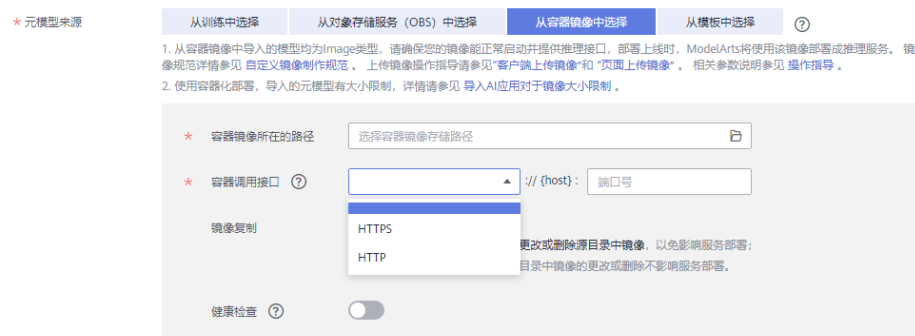 * 元模型来源
从训练中选择 从对象存储服务（OBS）中选择 从容器镜像中选择 从模板中选择 ?
1. 从容器镜像中导入的模型均为Image类型，请确保您的镜像能正常启动并提供推理接口，部署上线时，ModelArts将使用该镜像部署成推理服务。 镜
像规范详情参见 自定义镜像制作规范 。 上传镜像操作指导请参见"客户端上传镜像"和 "页面上传镜像" 。 相关参数说明参见 操作指导 。
2. 使用容器化部署，导入的元模型有大小限制，详情请参见 导入AI应用对于镜像大小限制 。
* 容器镜像所在的路径 选择容器镜像存储路径
* 容器调用接口 ? :// {host} : 端口号
镜像复制
HTTPS
更改或删除源目录中镜像，以免影响服务部署；
HTTP
目录中镜像的更改或删除不影响服务部署。
健康检查 ?